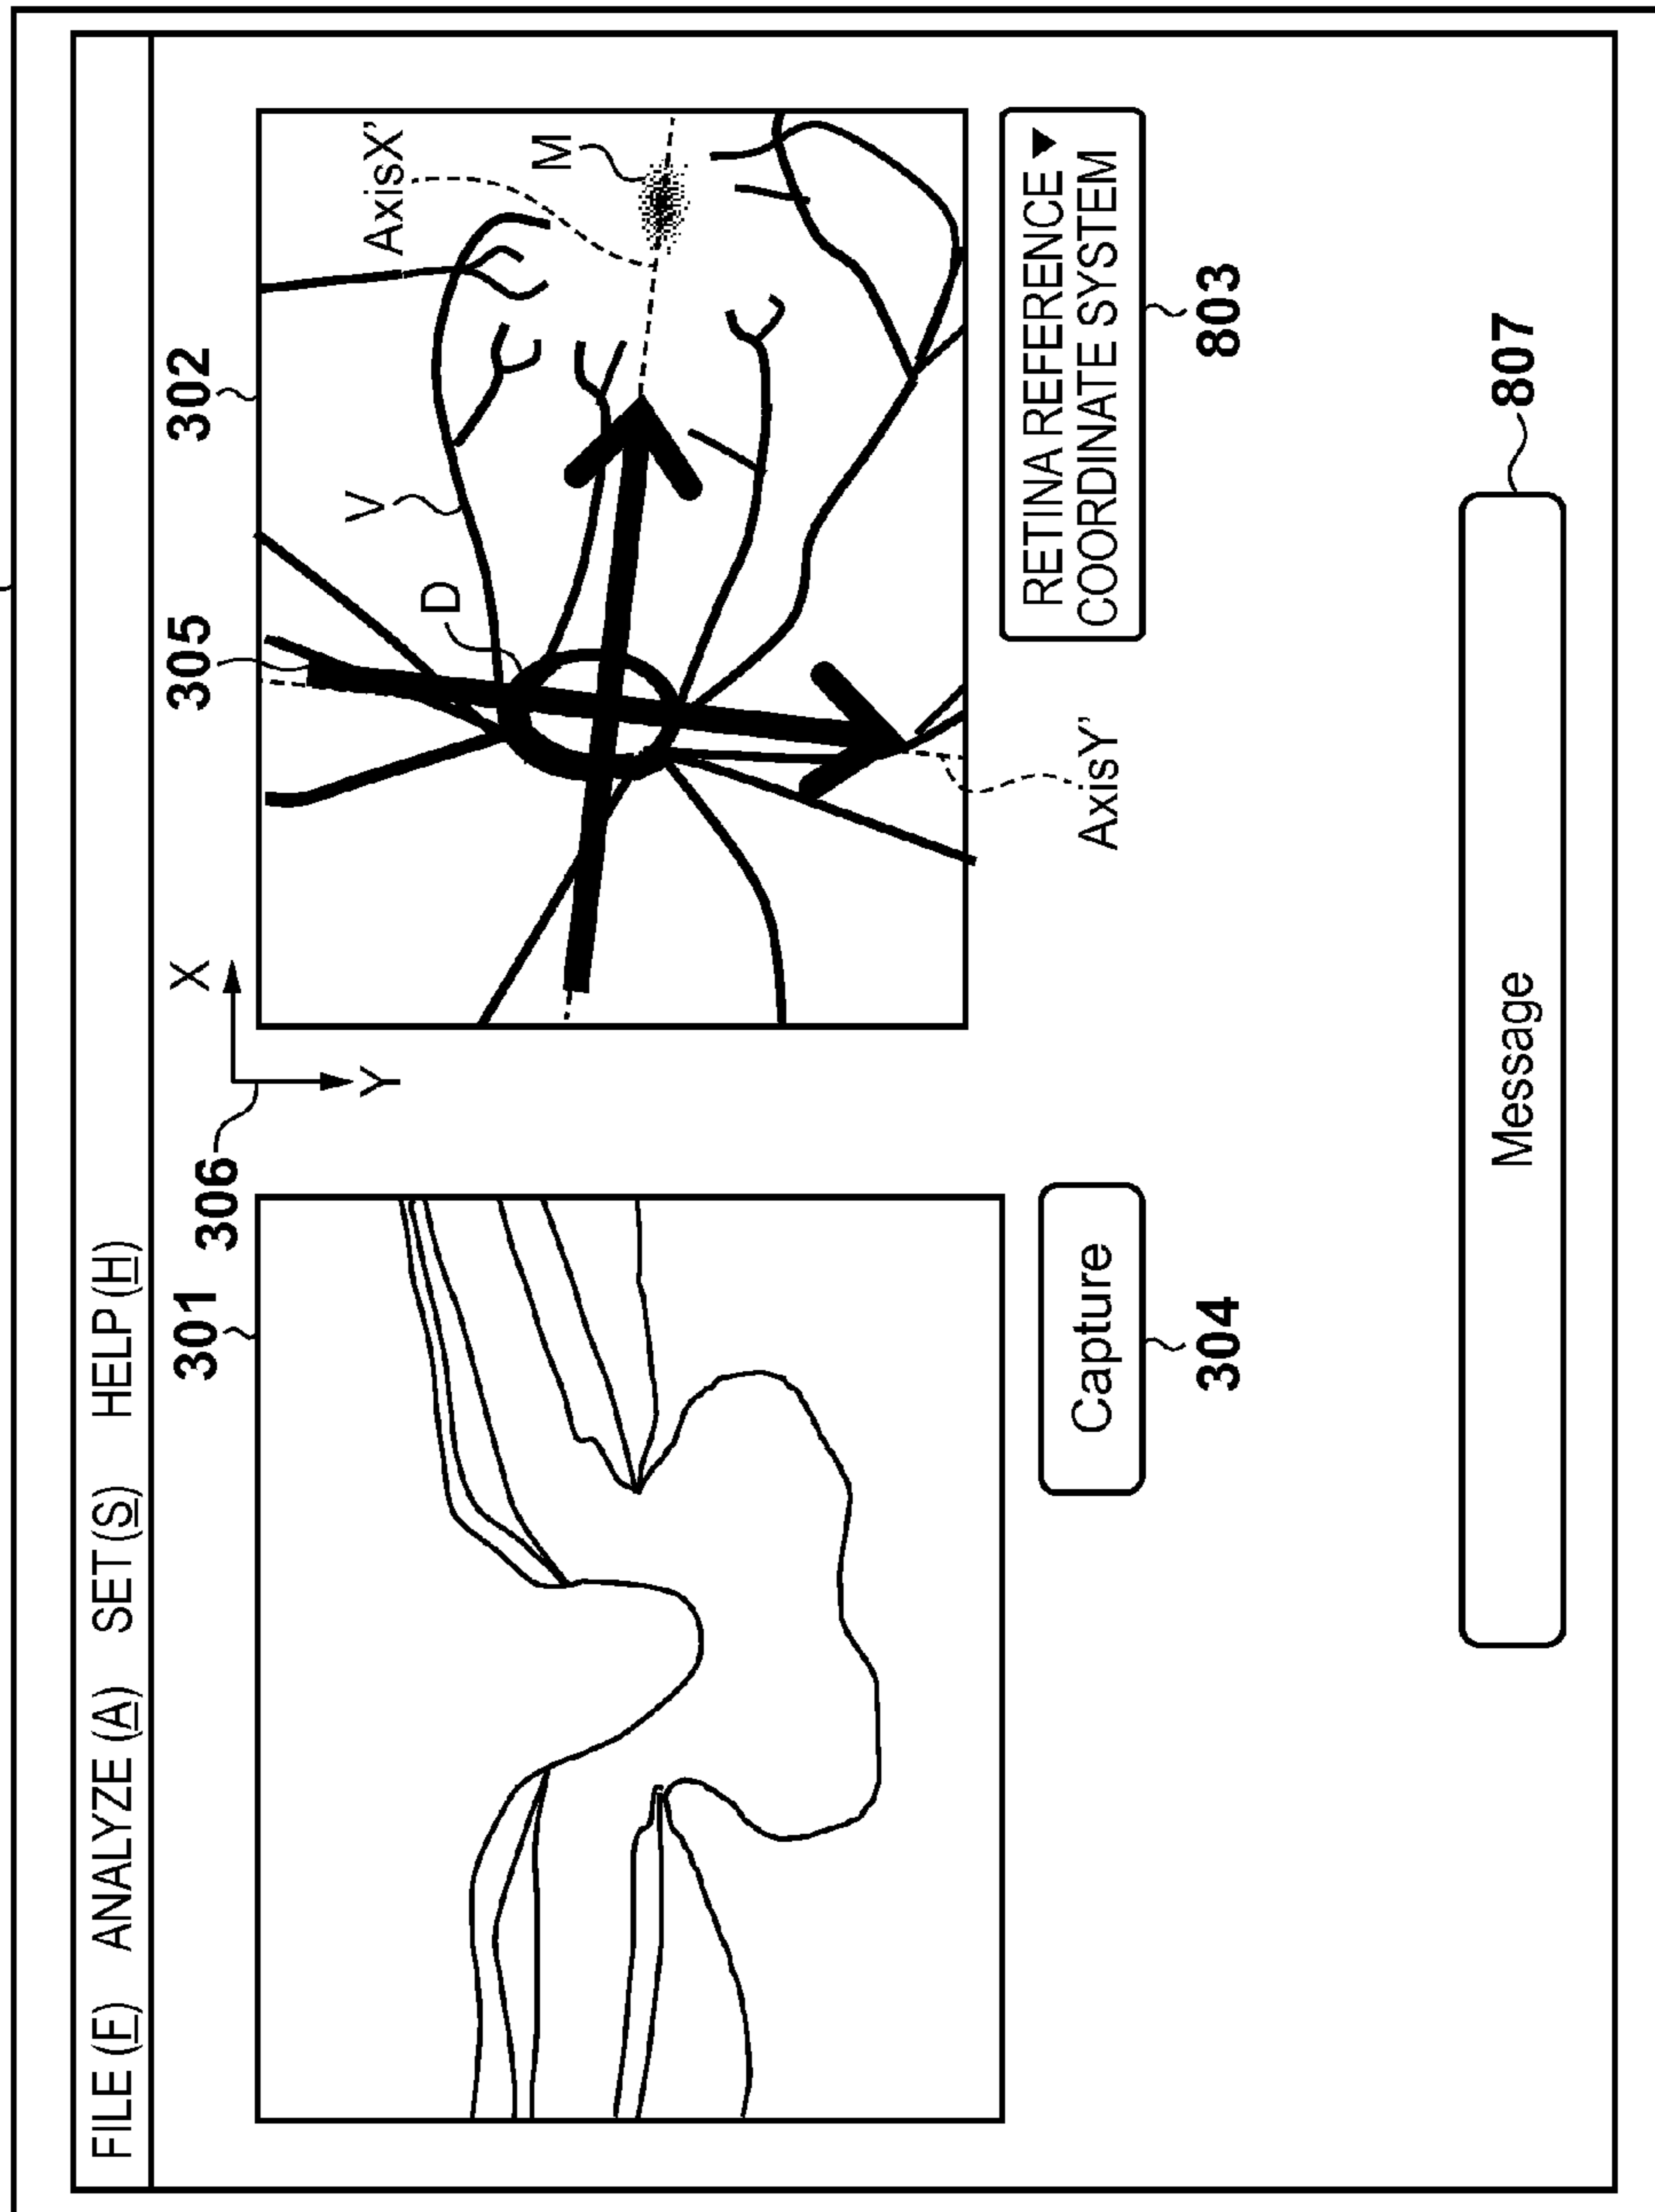 FILE (F) ANALYZE (A) SET (S) HELP (H)
301
306
X
Y
305
302
D
V
AxisX'
M
AxisY'
Capture
304
RETINA REFERENCE ▼
COORDINATE SYSTEM
803
Message
807